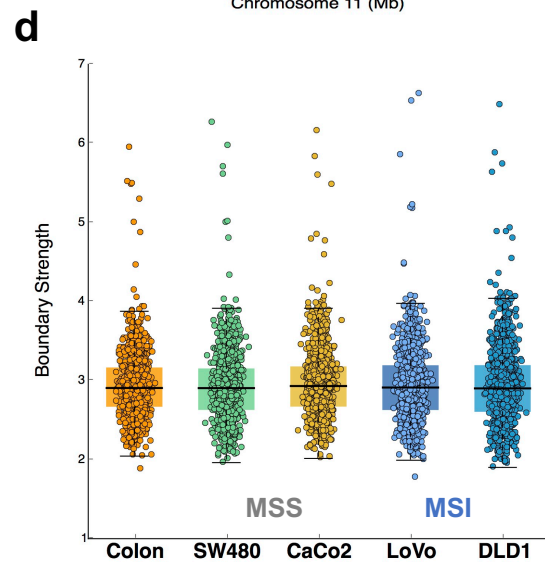 Chromosome 11 (Mb)
d
7
6
5
4
3
2
1
Boundary Strength
MSS MSI
Colon SW480 CaCo2 LoVo DLD1